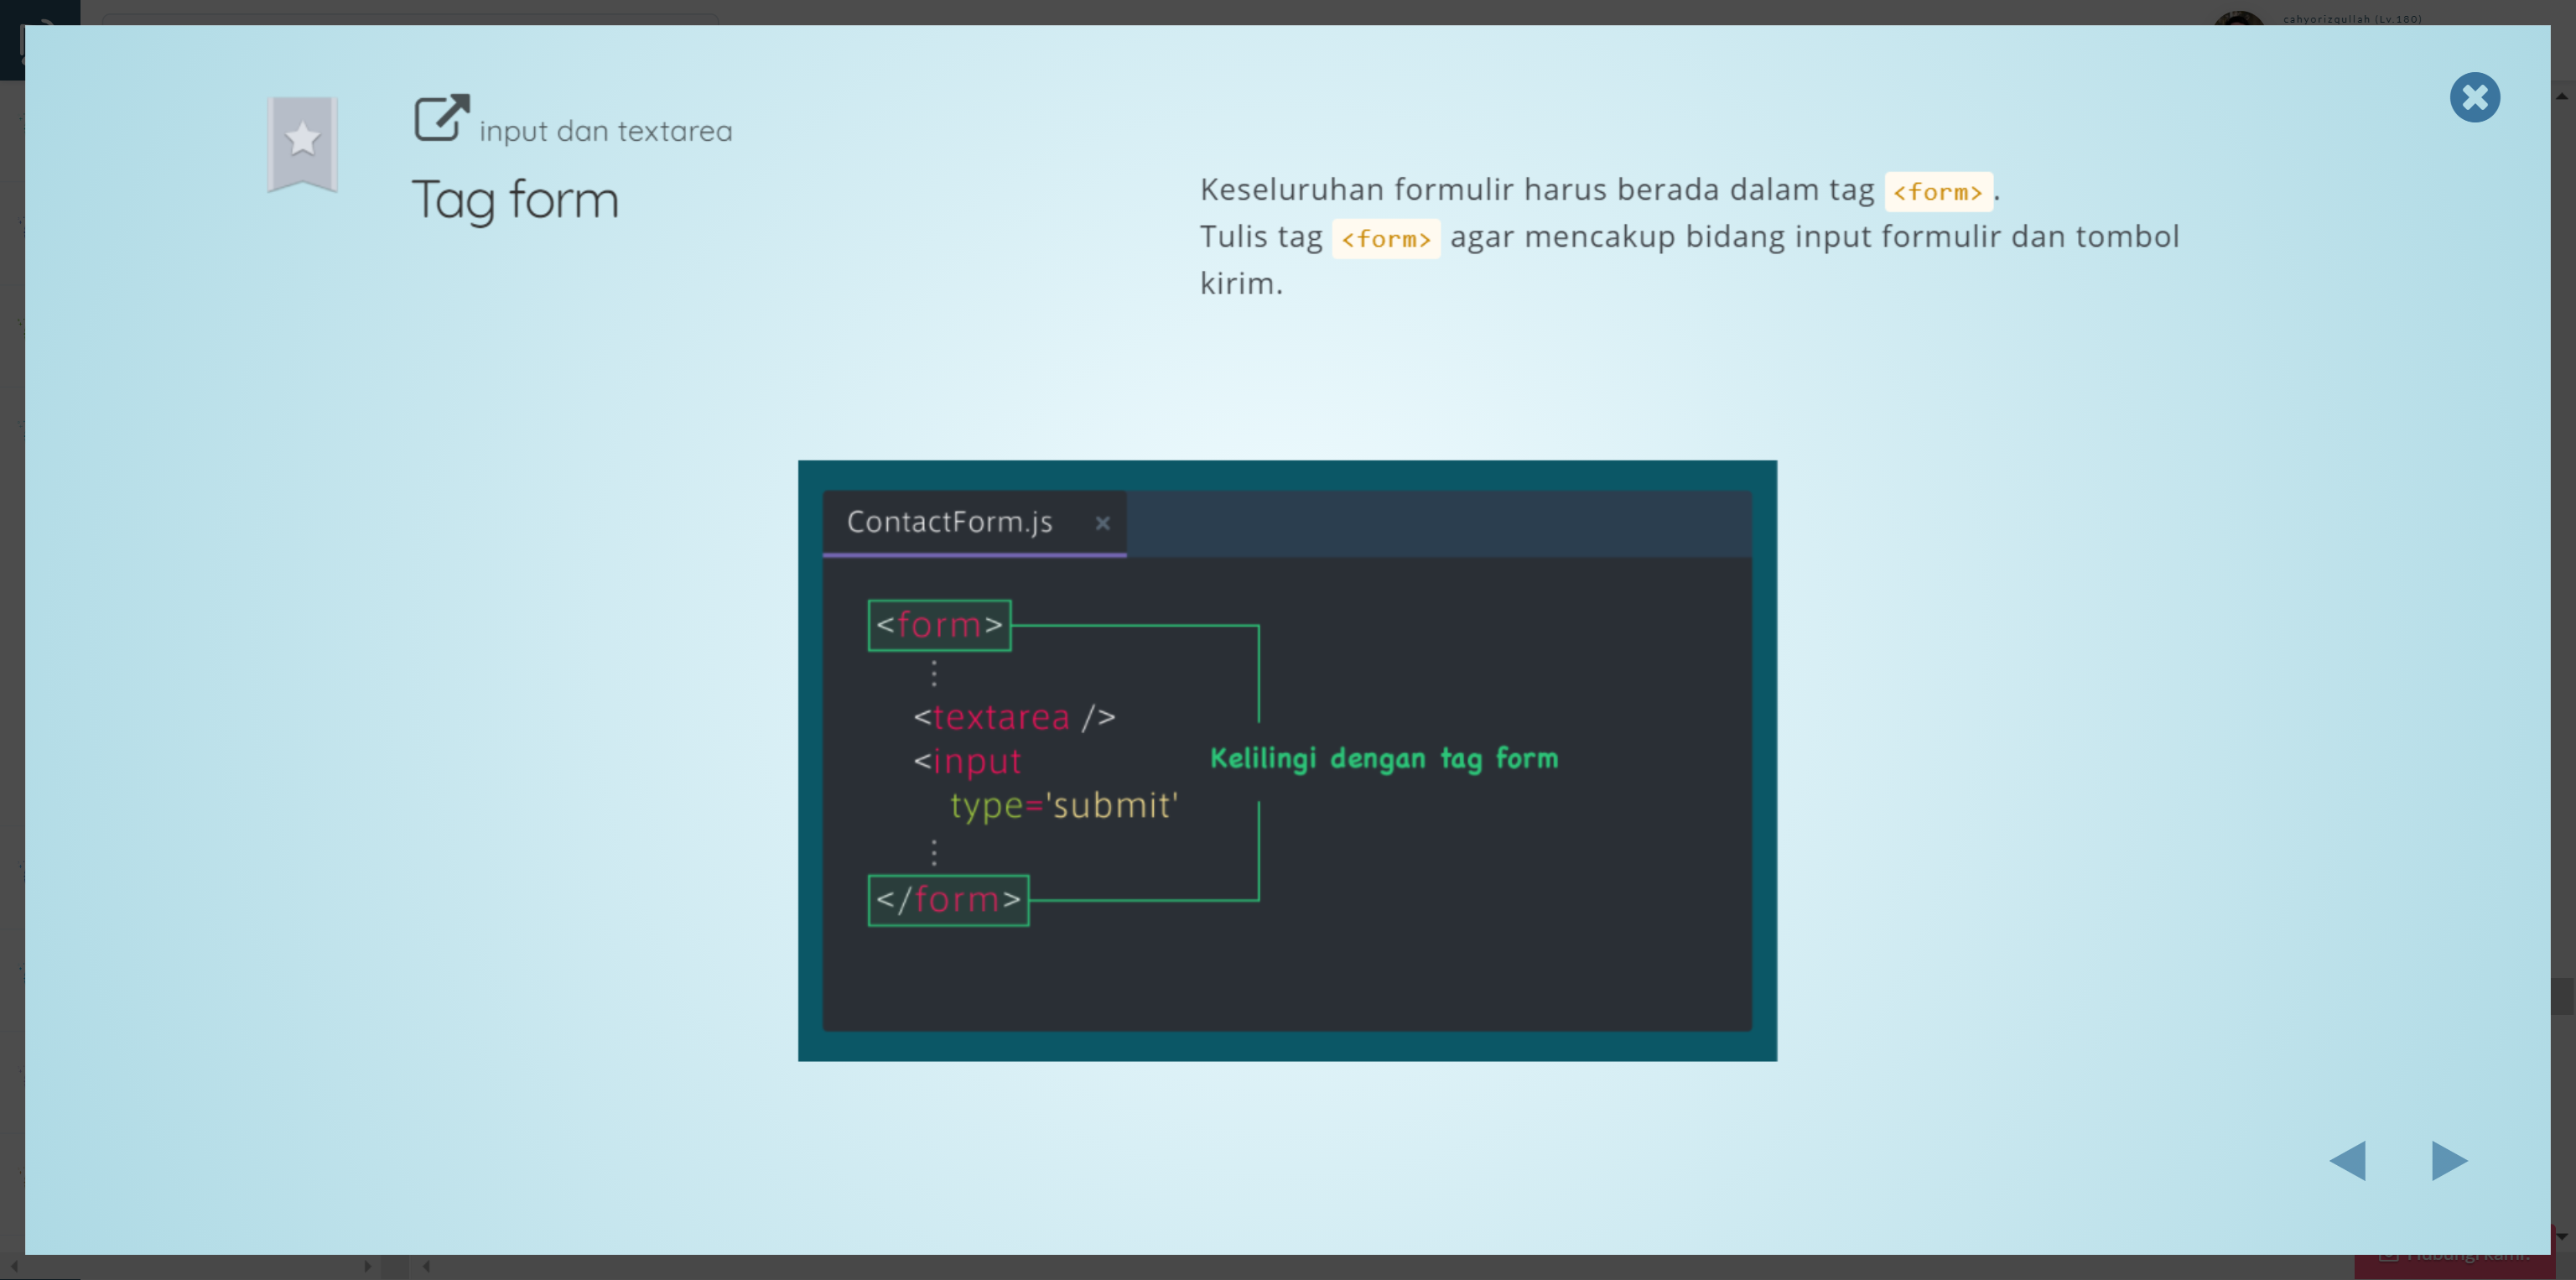 cahyorizqullah (Lv.180)
input dan textarea
Tag form
Keseluruhan formulir harus berada dalam tag <form>.
Tulis tag <form> agar mencakup bidang input formulir dan tombol
kirim.
ContactForm.js
<form>
<textarea />
<input
Kelilingi dengan tag form
type='submit'
</form>
Hubungi kami!